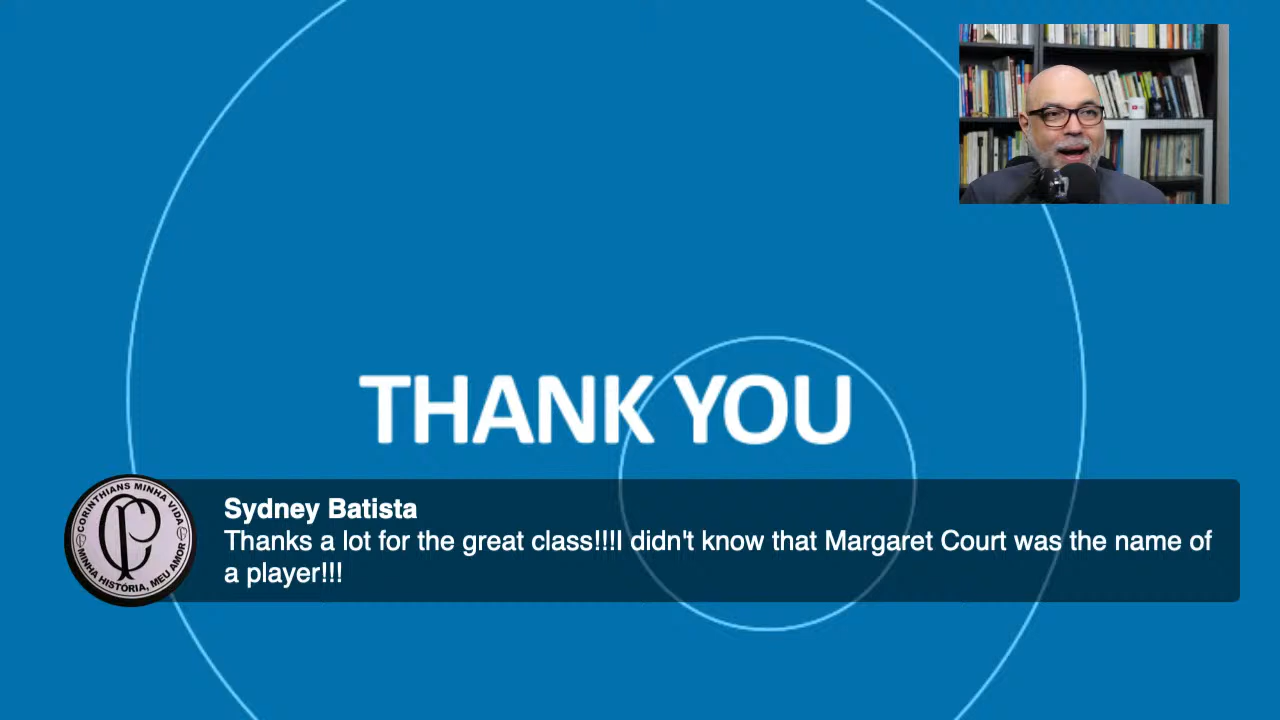 THANK YOU
CORINTHIANS MINHA VIDA
MINHA HISTÓRIA, MEU AMOR
Sydney Batista
Thanks a lot for the great class!!!I didn't know that Margaret Court was the name of
a player!!!